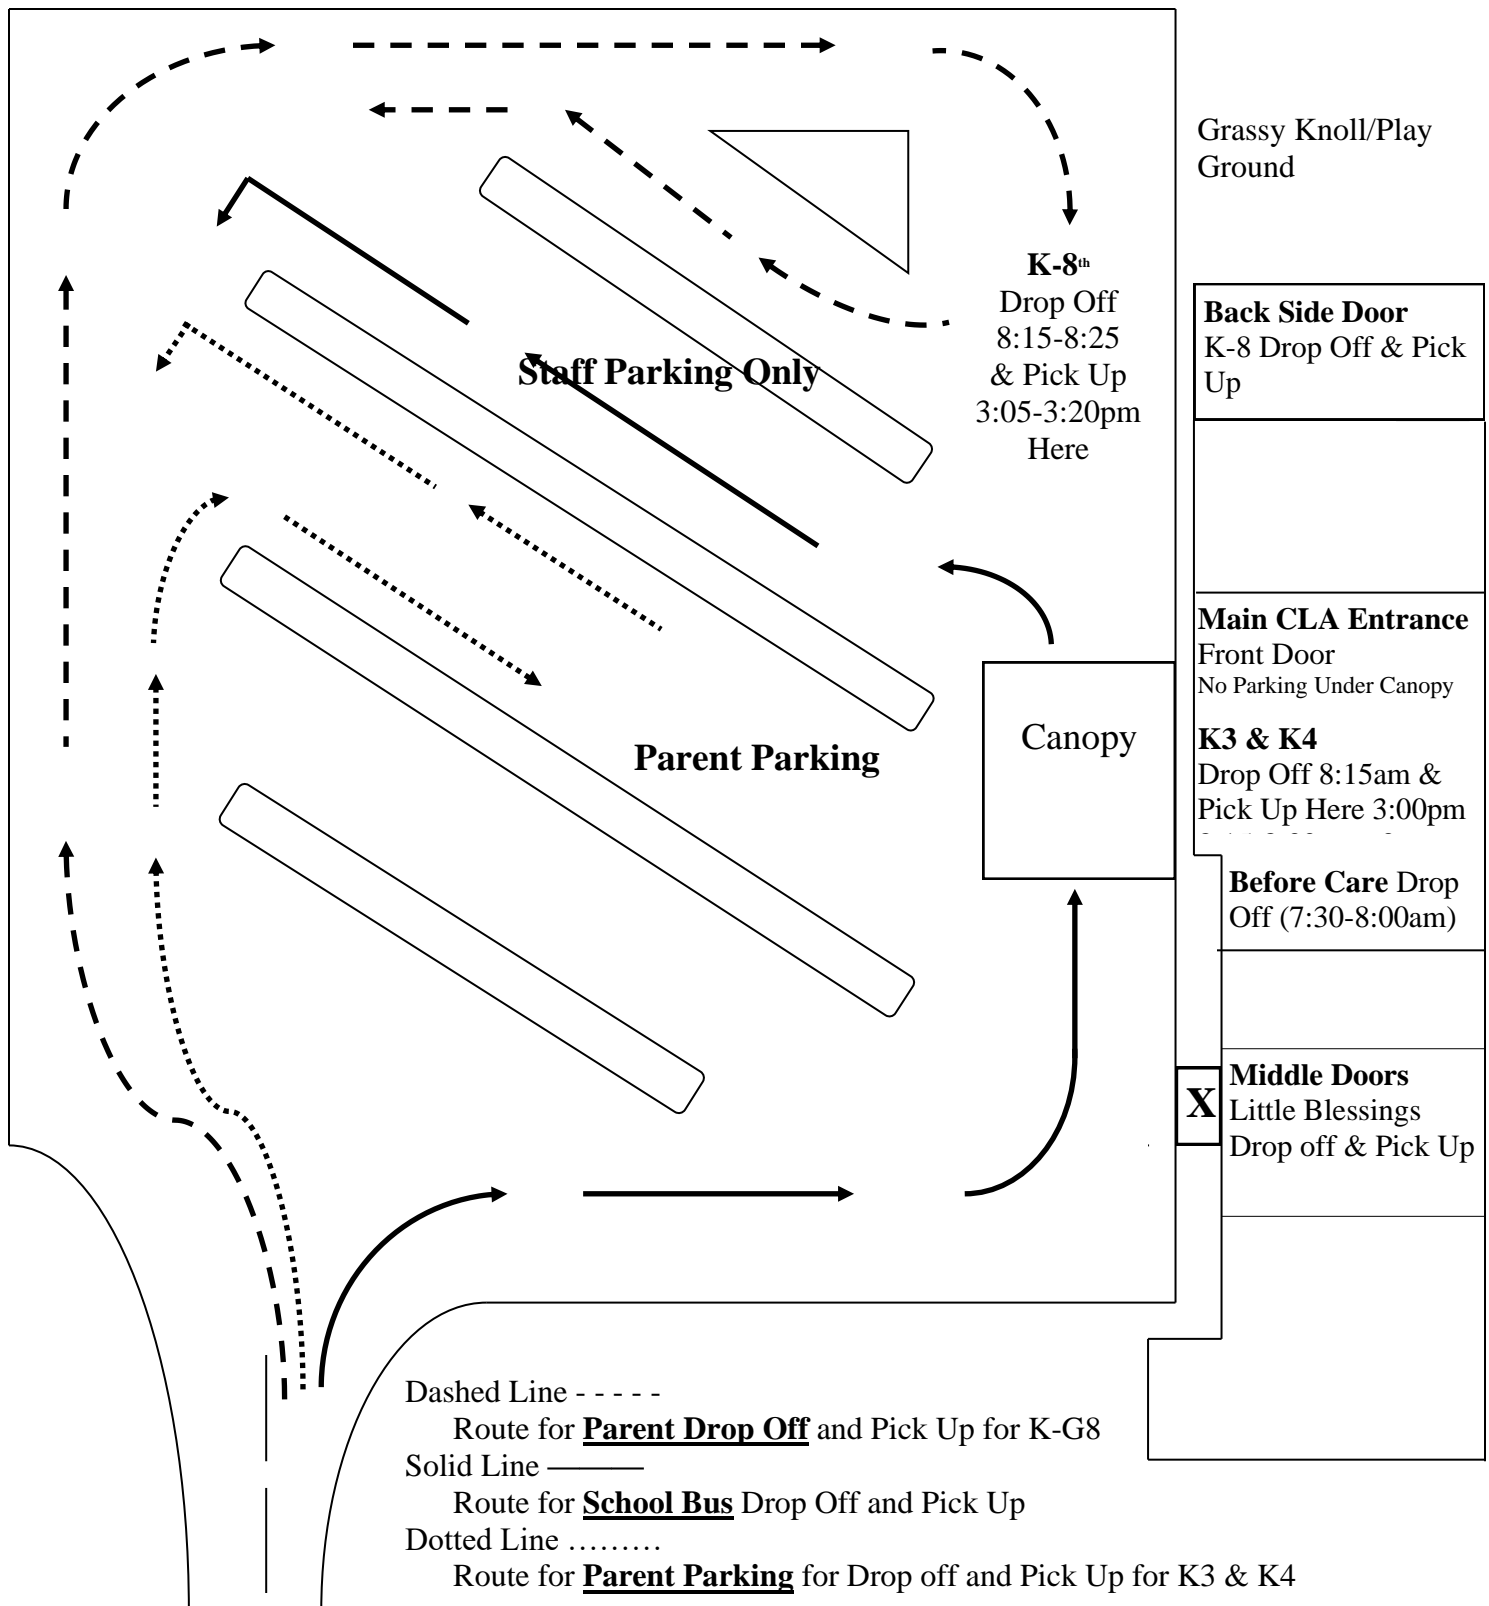 Grassy Knoll/Play
Ground
K-8th
Drop Off
8:15-8:25
& Pick Up
3:05-3:20pm
Here
Back Side Door
K-8 Drop Off & Pick
Up
Staff Parking Only
Main CLA Entrance
Front Door
No Parking Under Canopy
Canopy
K3 & K4
Drop Off 8:15am &
Pick Up Here 3:00pm
Parent Parking
Before Care Drop
Off (7:30-8:00am)
X
Middle Doors
Little Blessings
Drop off & Pick Up
Dashed Line - - - - -
Route for Parent Drop Off and Pick Up for K-G8
Solid Line ———
Route for School Bus Drop Off and Pick Up
Dotted Line ………
Route for Parent Parking for Drop off and Pick Up for K3 & K4